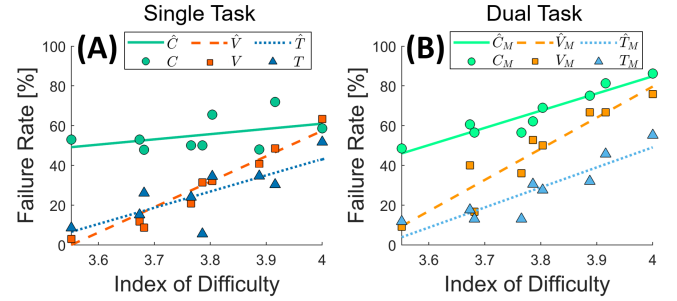 Single Task
Dual Task
(A)
Ĉ V̂ T̂
C V T
Failure Rate [%]
100
80
60
40
20
0
3.6 3.7 3.8 3.9 4
Index of Difficulty
(B)
Ĉ_M V̂_M T̂_M
C_M V_M T_M
Failure Rate [%]
100
80
60
40
20
0
3.6 3.7 3.8 3.9 4
Index of Difficulty